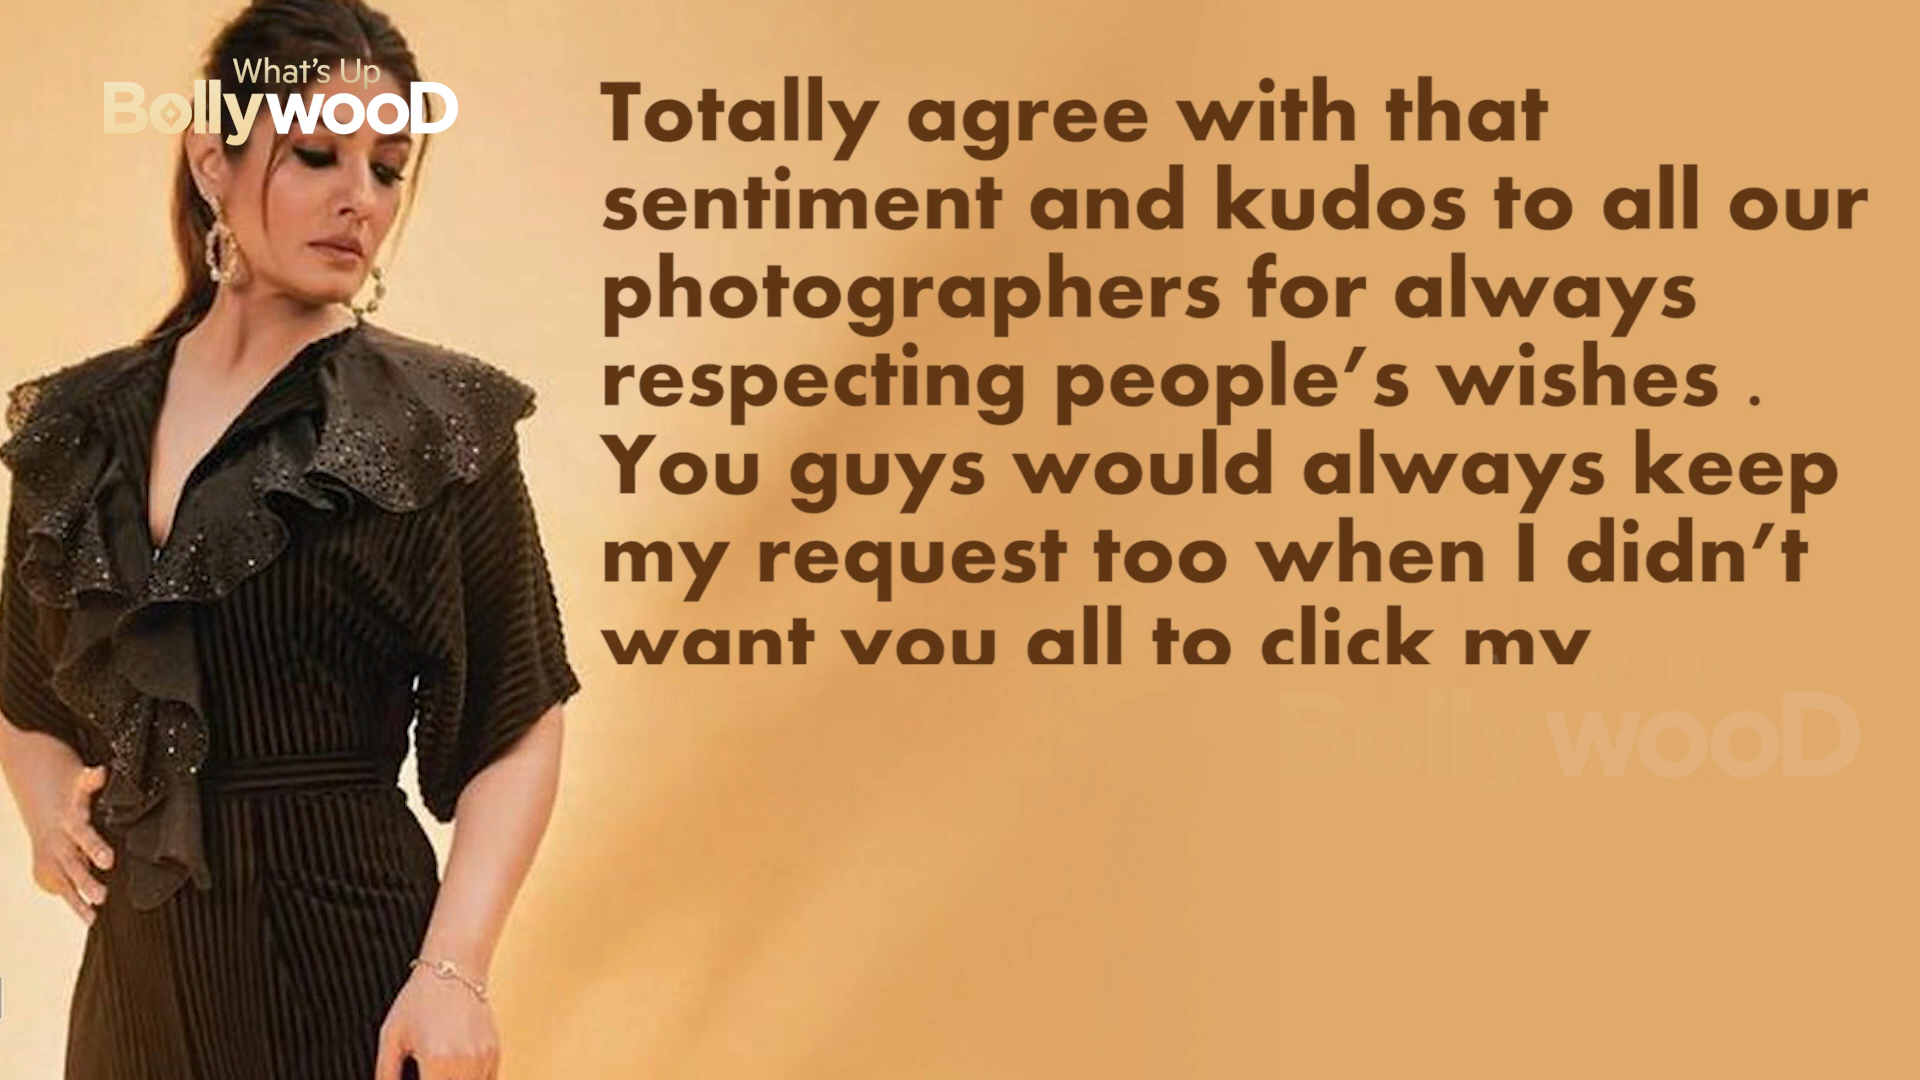 What's Up
BollywooD
Totally agree with that
sentiment and kudos to all our
photographers for always
respecting people’s wishes .
You guys would always keep
my request too when I didn’t
want you all to click my
What's Up
BollywooD